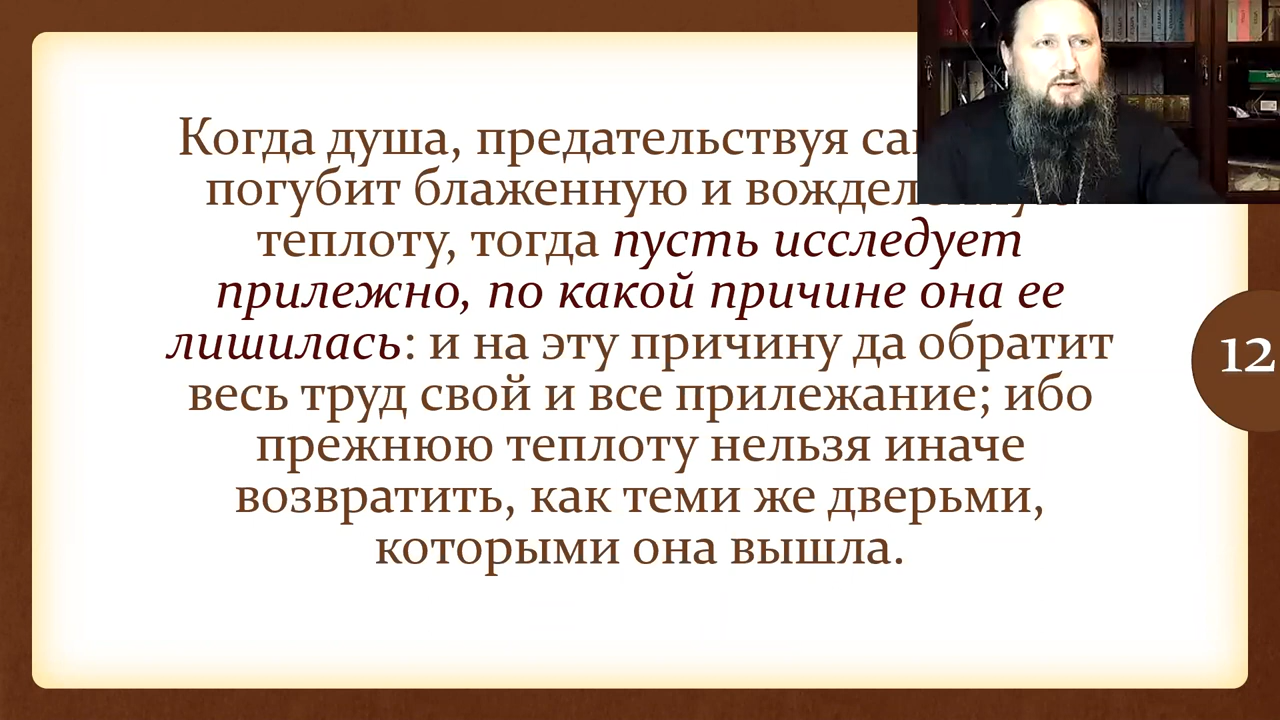 Когда душа, предательствуя
погубит блаженную и
теплоту, тогда пусть исследует
прилежно, по какой причине она ее
лишилась: и на эту причину да обратит
весь труд свой и все прилежание; ибо
прежнюю теплоту нельзя иначе
возвратить, как теми же дверьми,
которыми она вышла.
12